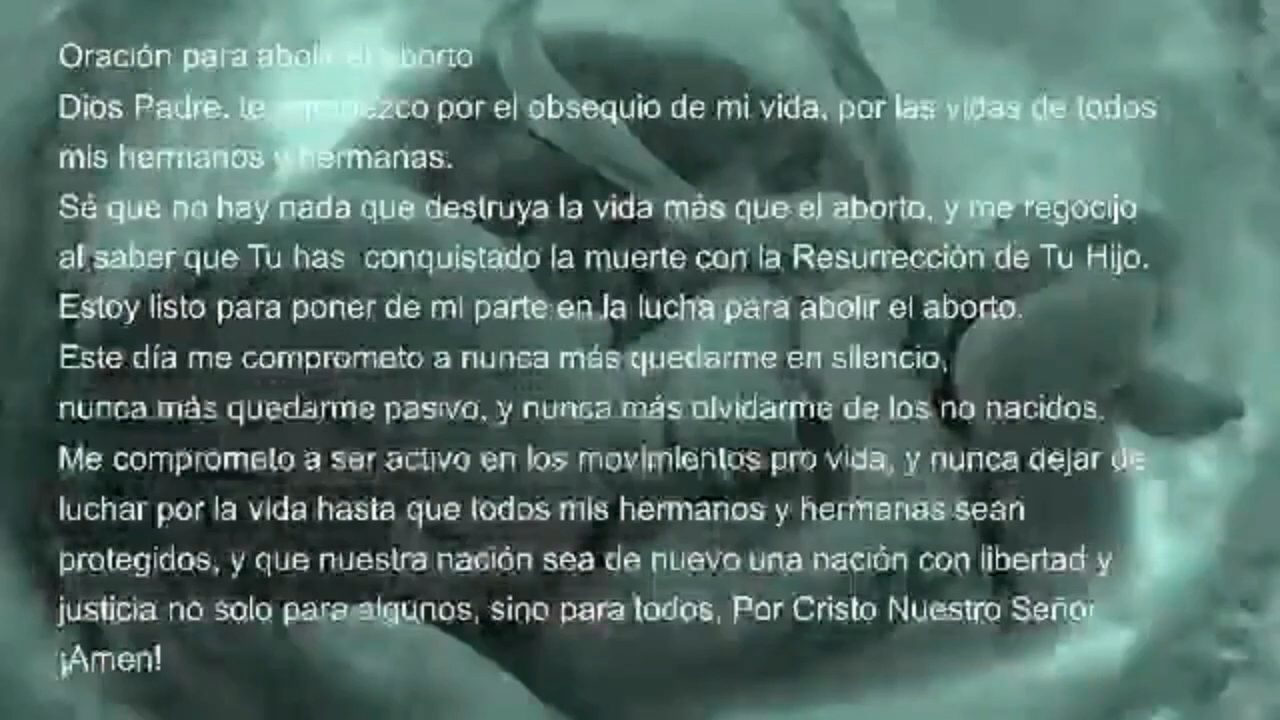 Oración para abolir el aborto
Dios Padre, te agradezco por el obsequio de mi vida, por las vidas de todos
mis hermanos y hermanas.
Sé que no hay nada que destruya la vida más que el aborto, y me regocijo
al saber que Tu has conquistado la muerte con la Resurrección de Tu Hijo.
Estoy listo para poner de mi parte en la lucha para abolir el aborto.
Este día me comprometo a nunca más quedarme en silencio,
nunca más quedarme pasivo, y nunca más olvidarme de los no nacidos.
Me comprometo a ser activo en los movimientos pro vida, y nunca dejar de
luchar por la vida hasta que todos mis hermanos y hermanas sean
protegidos, y que nuestra nación sea de nuevo una nación con libertad y
justicia no solo para algunos, sino para todos, Por Cristo Nuestro Señor
¡Amen!